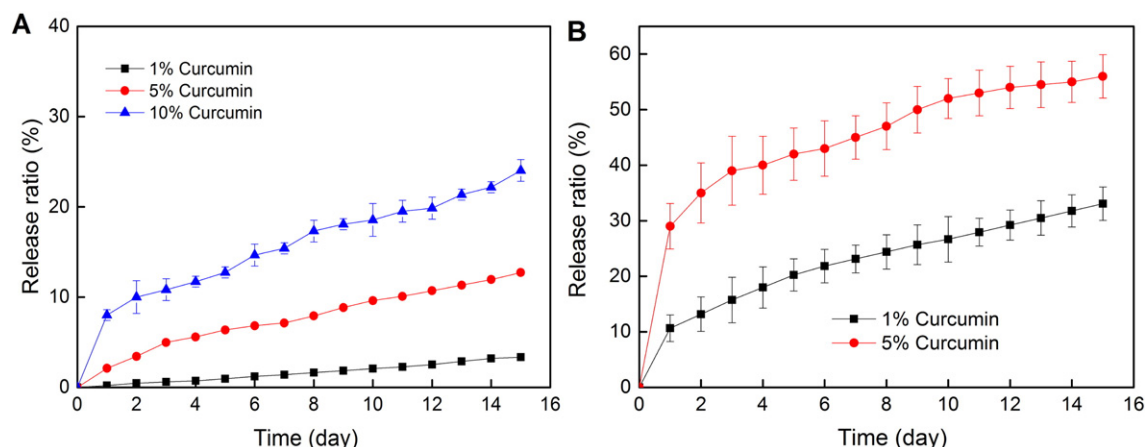 A
40
30
20
10
0
Release ratio (%)
1% Curcumin
5% Curcumin
10% Curcumin
0 2 4 6 8 10 12 14 16
Time (day)
B
60
50
40
30
20
10
0
Release ratio (%)
1% Curcumin
5% Curcumin
0 2 4 6 8 10 12 14 16
Time (day)